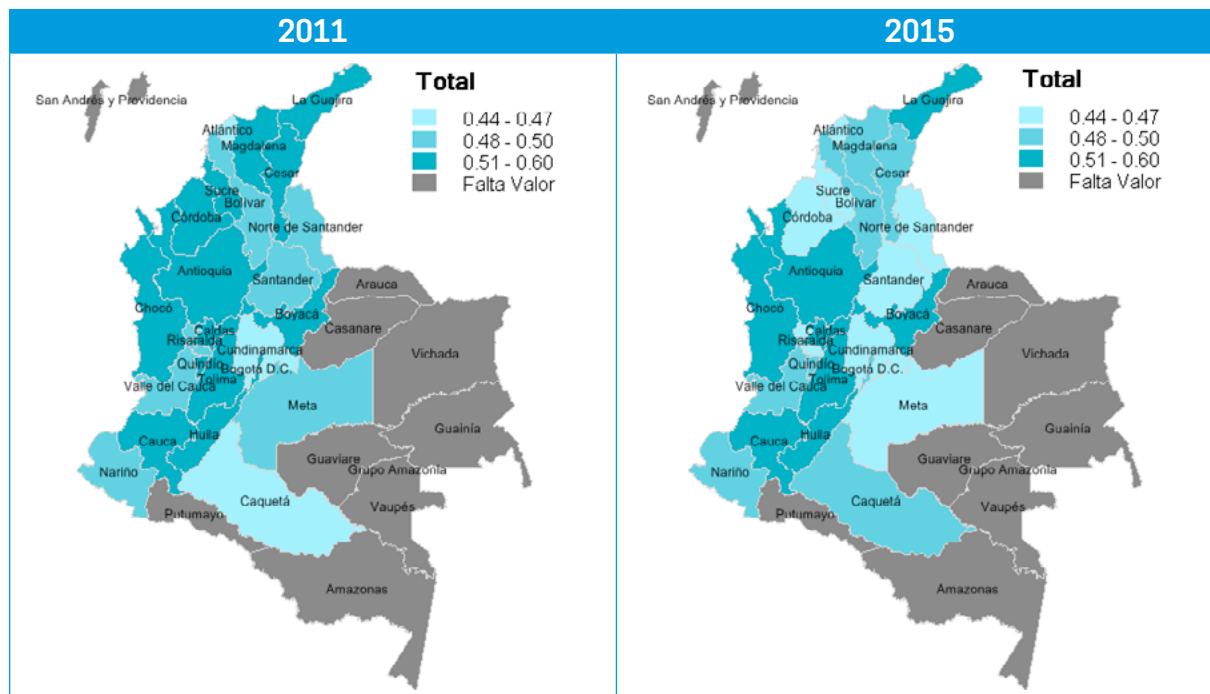 2011
Total
0.44 - 0.47
0.48 - 0.50
0.51 - 0.60
Falta Valor
San Andrés y Providencia
La Guajira
Atlántico
Magdalena
Cesar
Sucre
Bolívar
Córdoba
Norte de Santander
Antioquia
Santander
Arauca
Chocó
Boyacá
Casanare
Caldas
Risaralda
Cundinamarca
Vichada
Quindío
Bogotá D.C.
Tolima
Valle del Cauca
Meta
Guainía
Cauca
Huila
Nariño
Guaviare
Grupo Amazonía
Caquetá
Vaupés
Putumayo
Amazonas
2015
Total
0.44 - 0.47
0.48 - 0.50
0.51 - 0.60
Falta Valor
San Andrés y Providencia
La Guajira
Atlántico
Magdalena
Cesar
Sucre
Bolívar
Córdoba
Norte de Santander
Antioquia
Santander
Arauca
Chocó
Boyacá
Casanare
Caldas
Risaralda
Cundinamarca
Vichada
Quindío
Bogotá D.C.
Tolima
Valle del Cauca
Meta
Guainía
Cauca
Huila
Nariño
Guaviare
Grupo Amazonía
Caquetá
Vaupés
Putumayo
Amazonas